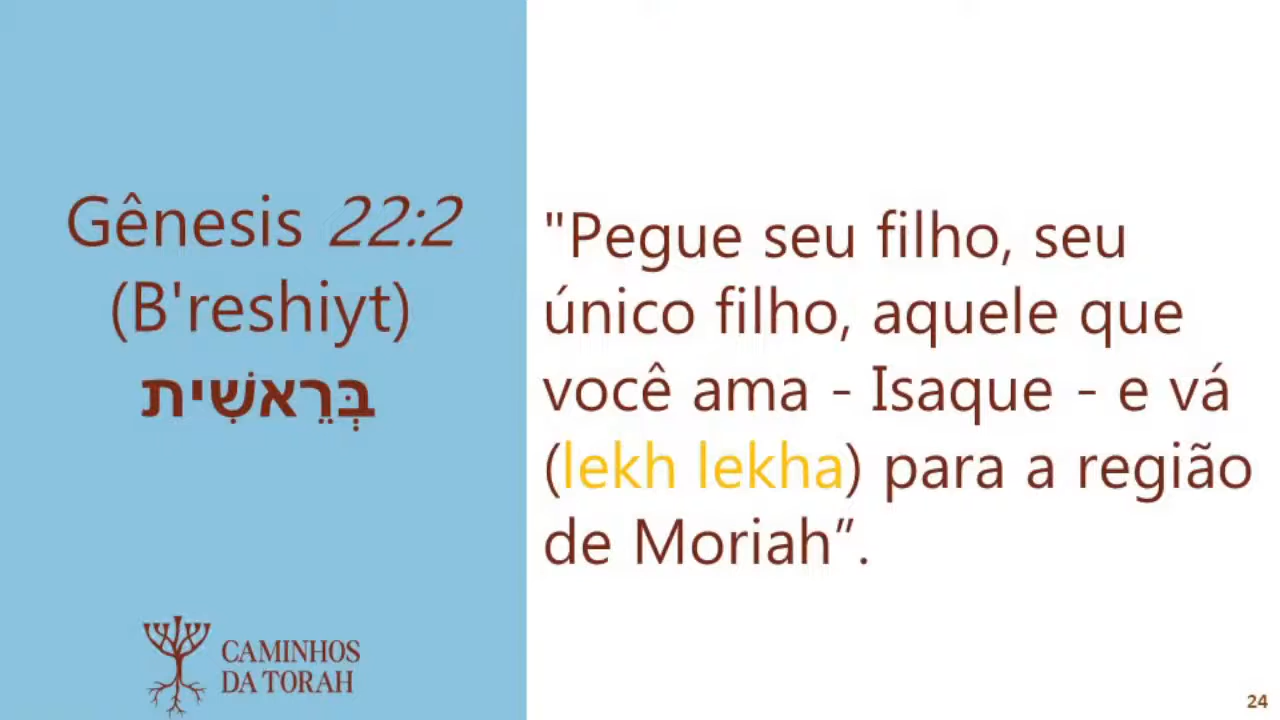 Gênesis 22:2
(B'reshiyt)
בְּרֵאשִׁית
"Pegue seu filho, seu
único filho, aquele que
você ama - Isaque - e vá
(lekh lekha) para a região
de Moriah”.
CAMINHOS
DA TORAH
24